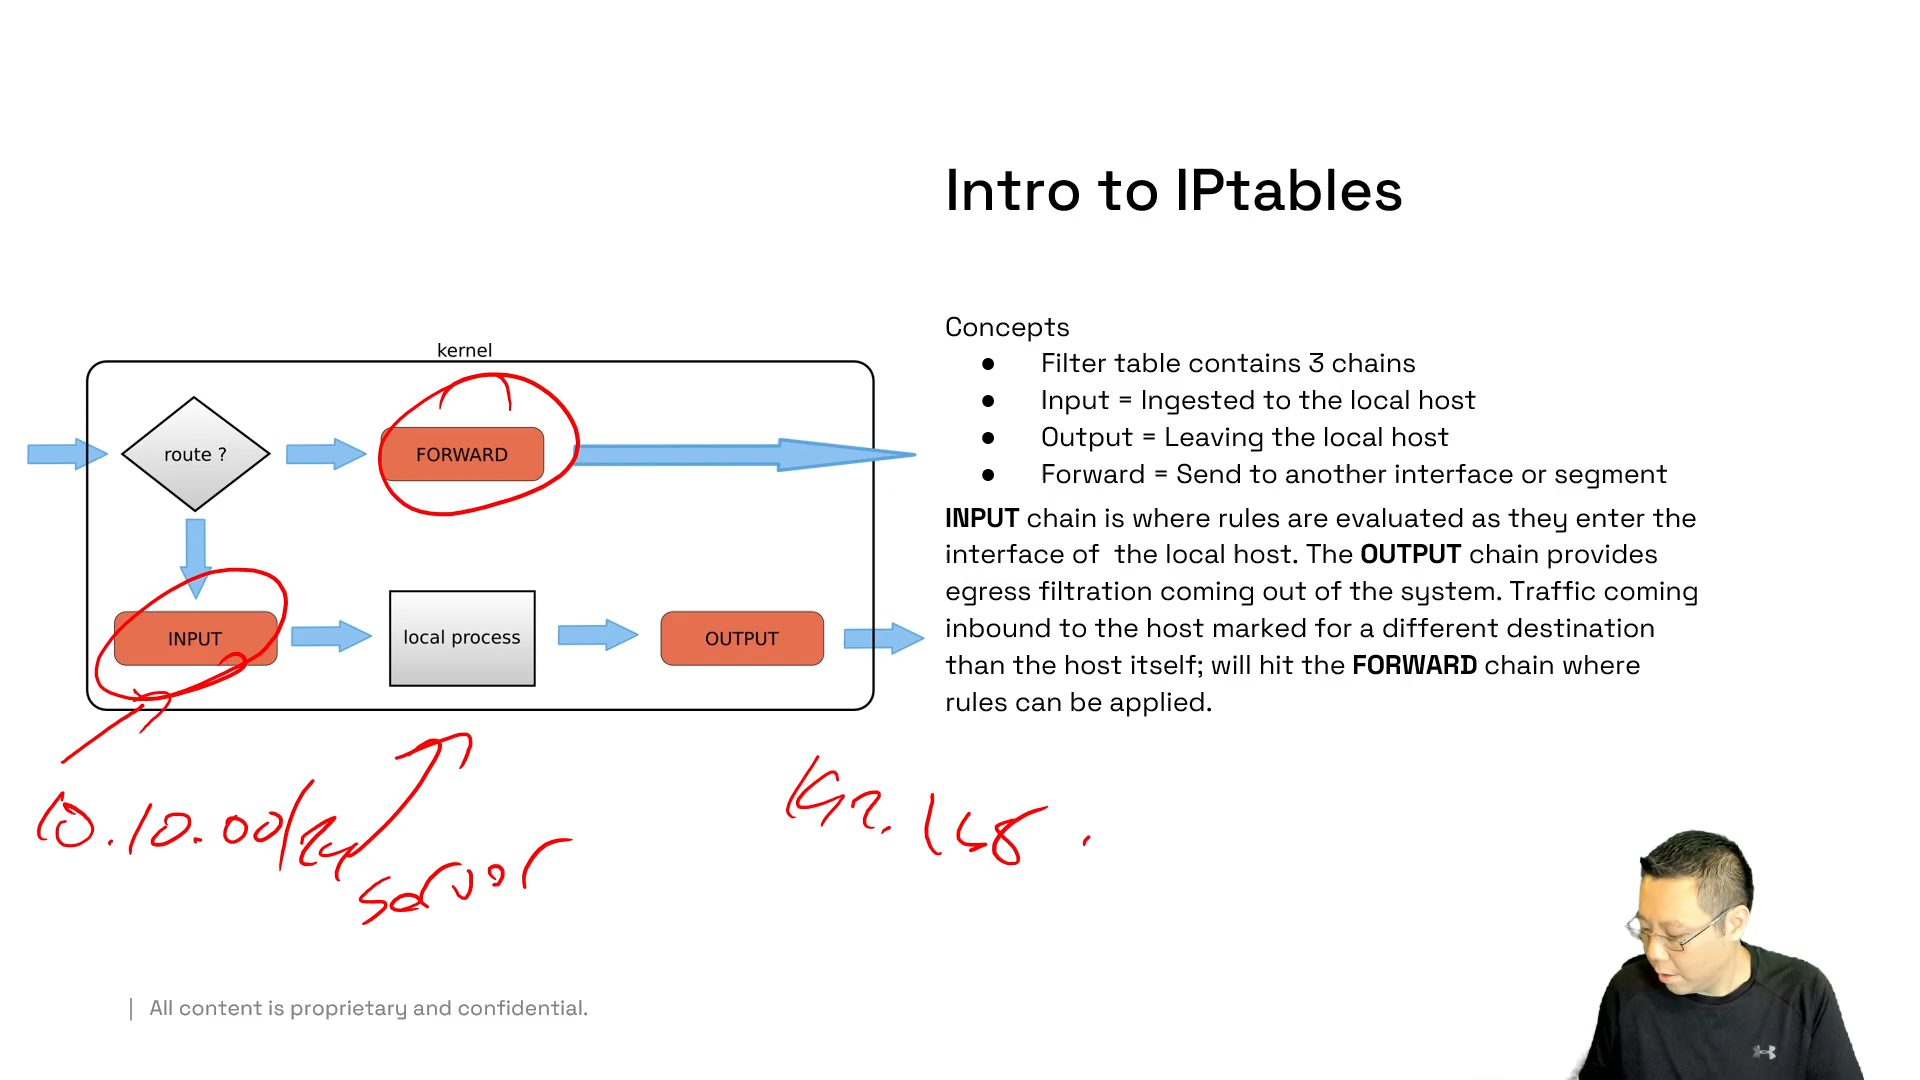 Intro to IPtables
kernel
route ?
FORWARD
INPUT
local process
OUTPUT
Concepts
● Filter table contains 3 chains
● Input = Ingested to the local host
● Output = Leaving the local host
● Forward = Send to another interface or segment
INPUT chain is where rules are evaluated as they enter the
interface of  the local host. The OUTPUT chain provides
egress filtration coming out of the system. Traffic coming
inbound to the host marked for a different destination
than the host itself; will hit the FORWARD chain where
rules can be applied.
10.10.00/24
server
192.168.
| All content is proprietary and confidential.